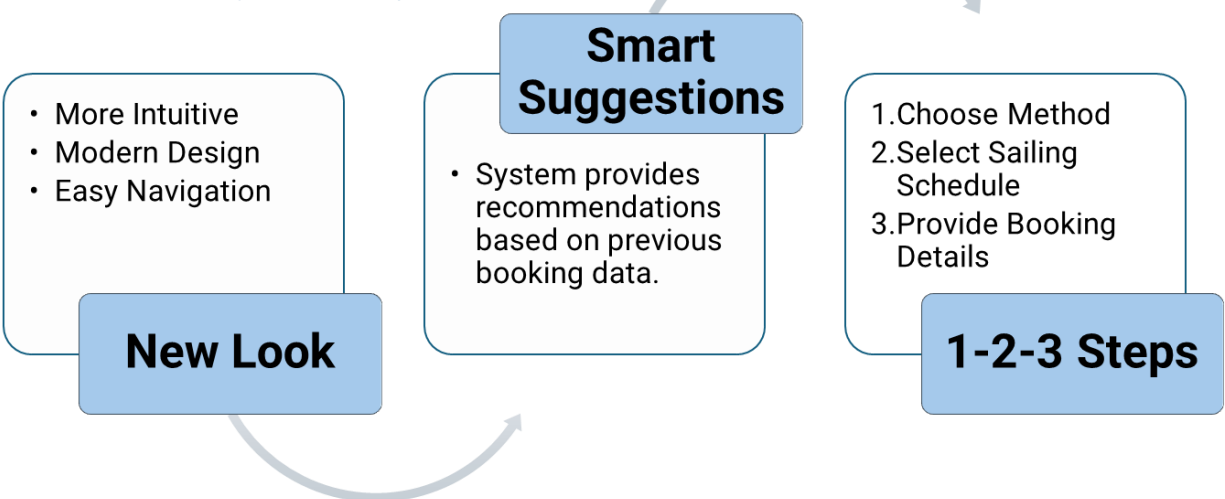 • More Intuitive
• Modern Design
• Easy Navigation
New Look
Smart
Suggestions
• System provides
recommendations
based on previous
booking data.
1.Choose Method
2.Select Sailing
Schedule
3.Provide Booking
Details
1-2-3 Steps